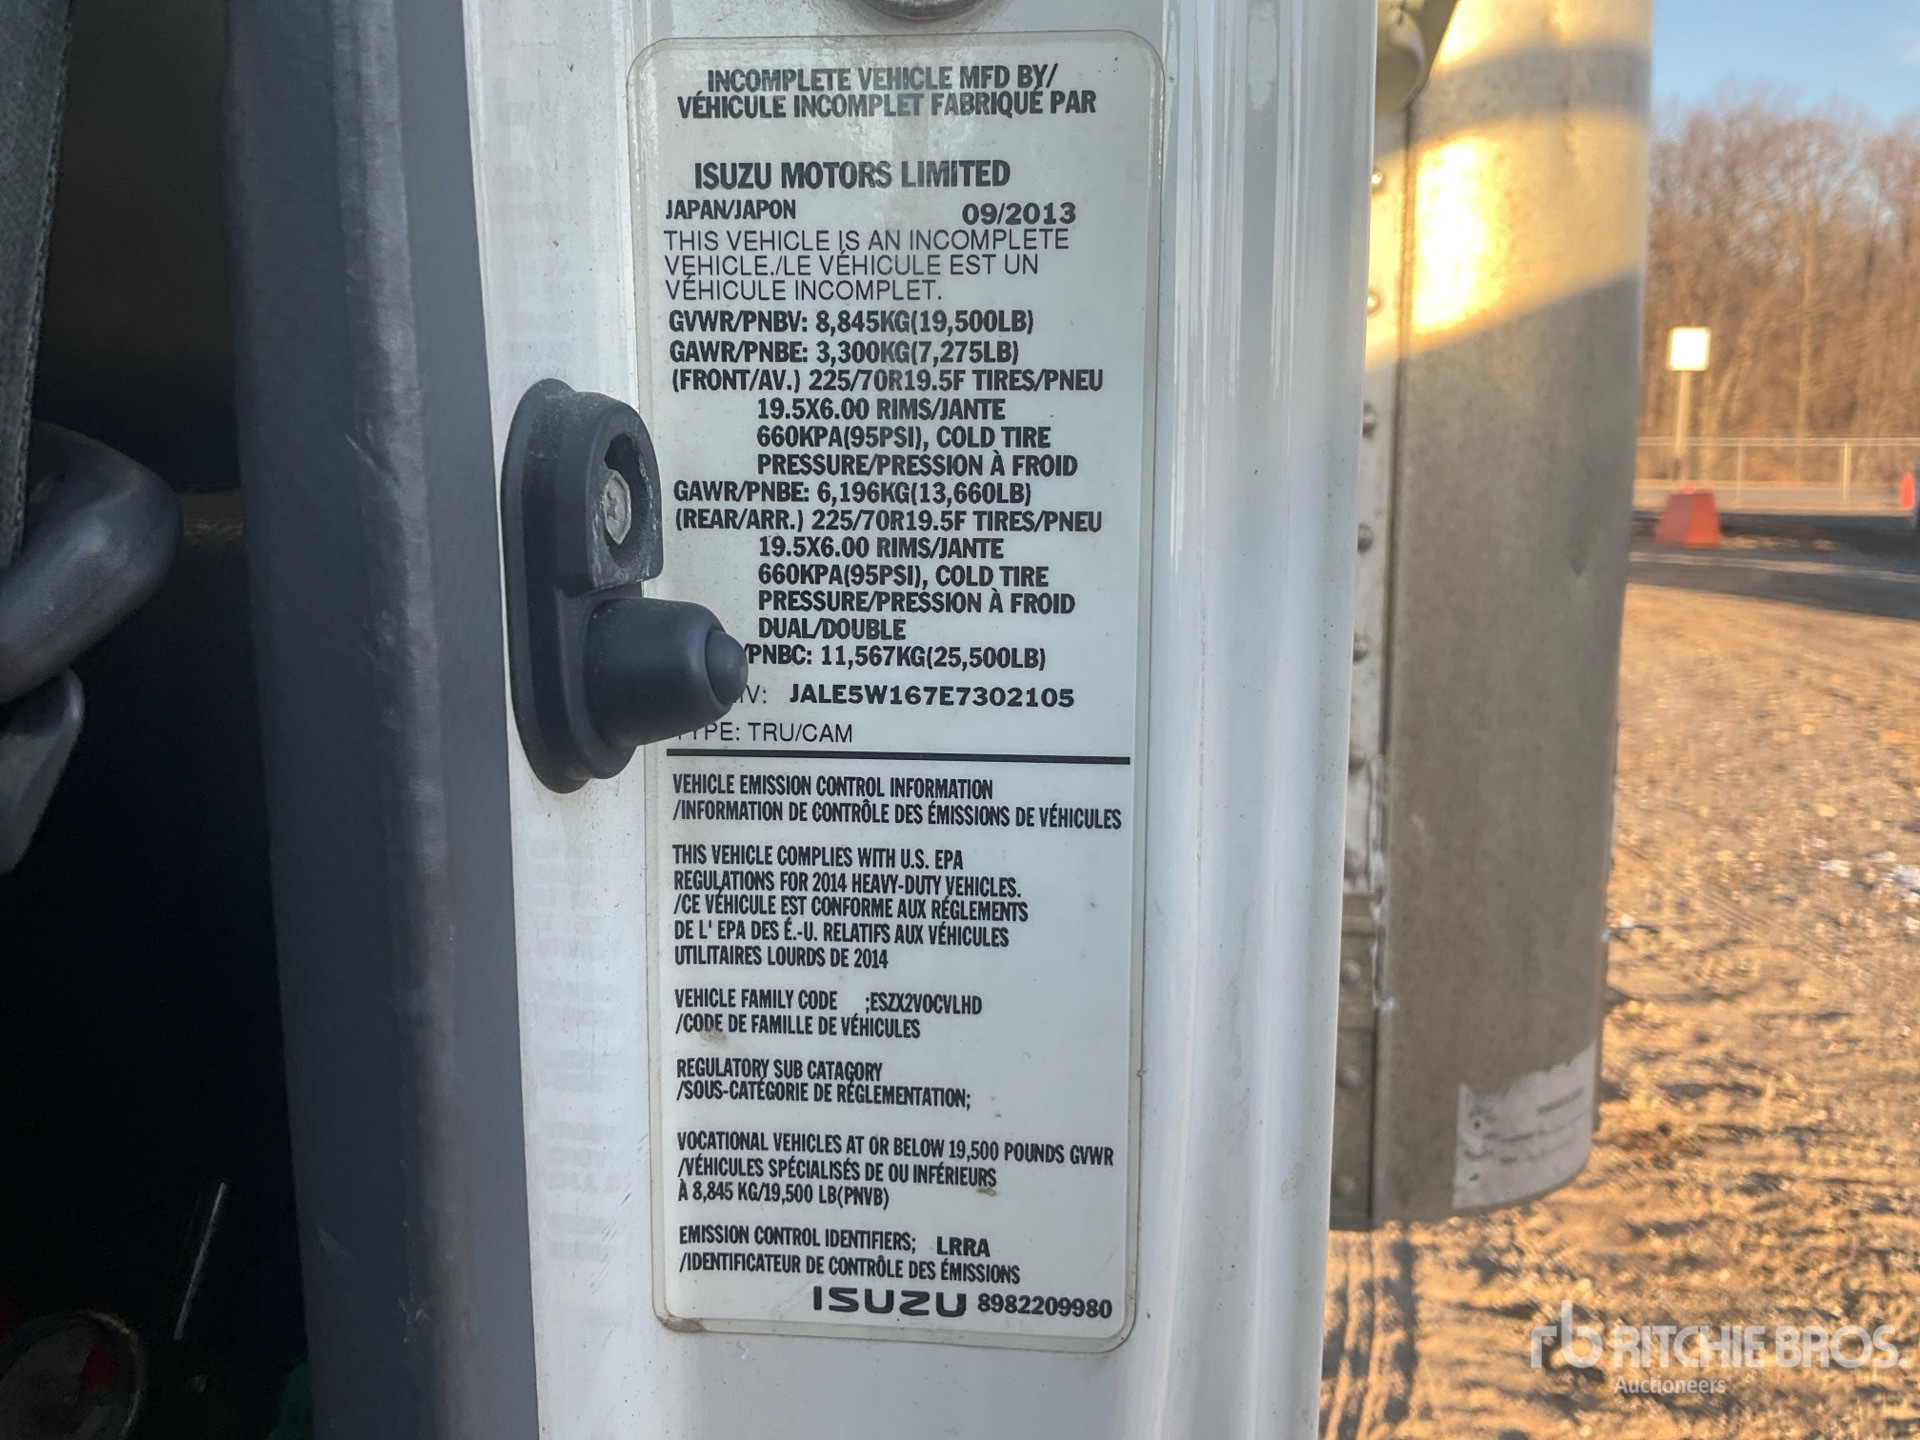 INCOMPLETE VEHICLE MFD BY/
VÉHICULE INCOMPLET FABRIQUÉ PAR
ISUZU MOTORS LIMITED
JAPAN/JAPON 09/2013
THIS VEHICLE IS AN INCOMPLETE
VEHICLE./LE VÉHICULE EST UN
VÉHICULE INCOMPLET.
GVWR/PNBV: 8,845KG(19,500LB)
GAWR/PNBE: 3,300KG(7,275LB)
(FRONT/AV.) 225/70R19.5F TIRES/PNEU
19.5X6.00 RIMS/JANTE
660KPA(95PSI), COLD TIRE
PRESSURE/PRESSION À FROID
GAWR/PNBE: 6,196KG(13,660LB)
(REAR/ARR.) 225/70R19.5F TIRES/PNEU
19.5X6.00 RIMS/JANTE
660KPA(95PSI), COLD TIRE
PRESSURE/PRESSION À FROID
DUAL/DOUBLE
/PNBC: 11,567KG(25,500LB)
IV: JALE5W167E7302105
TYPE: TRU/CAM
VEHICLE EMISSION CONTROL INFORMATION
/INFORMATION DE CONTRÔLE DES ÉMISSIONS DE VÉHICULES
THIS VEHICLE COMPLIES WITH U.S. EPA
REGULATIONS FOR 2014 HEAVY-DUTY VEHICLES.
/CE VÉHICULE EST CONFORME AUX RÉGLEMENTS
DE L' EPA DES É.-U. RELATIFS AUX VÉHICULES
UTILITAIRES LOURDS DE 2014
VEHICLE FAMILY CODE ;ESZX2VOCVLHD
/CODE DE FAMILLE DE VÉHICULES
REGULATORY SUB CATAGORY
/SOUS-CATÉGORIE DE RÉGLEMENTATION;
VOCATIONAL VEHICLES AT OR BELOW 19,500 POUNDS GVWR
/VÉHICULES SPÉCIALISÉS DE OU INFÉRIEURS
À 8,845 KG/19,500 LB(PNVB)
EMISSION CONTROL IDENTIFIERS; LRRA
/IDENTIFICATEUR DE CONTRÔLE DES ÉMISSIONS
ISUZU 8982209980
rb RITCHIE BROS.
Auctioneers